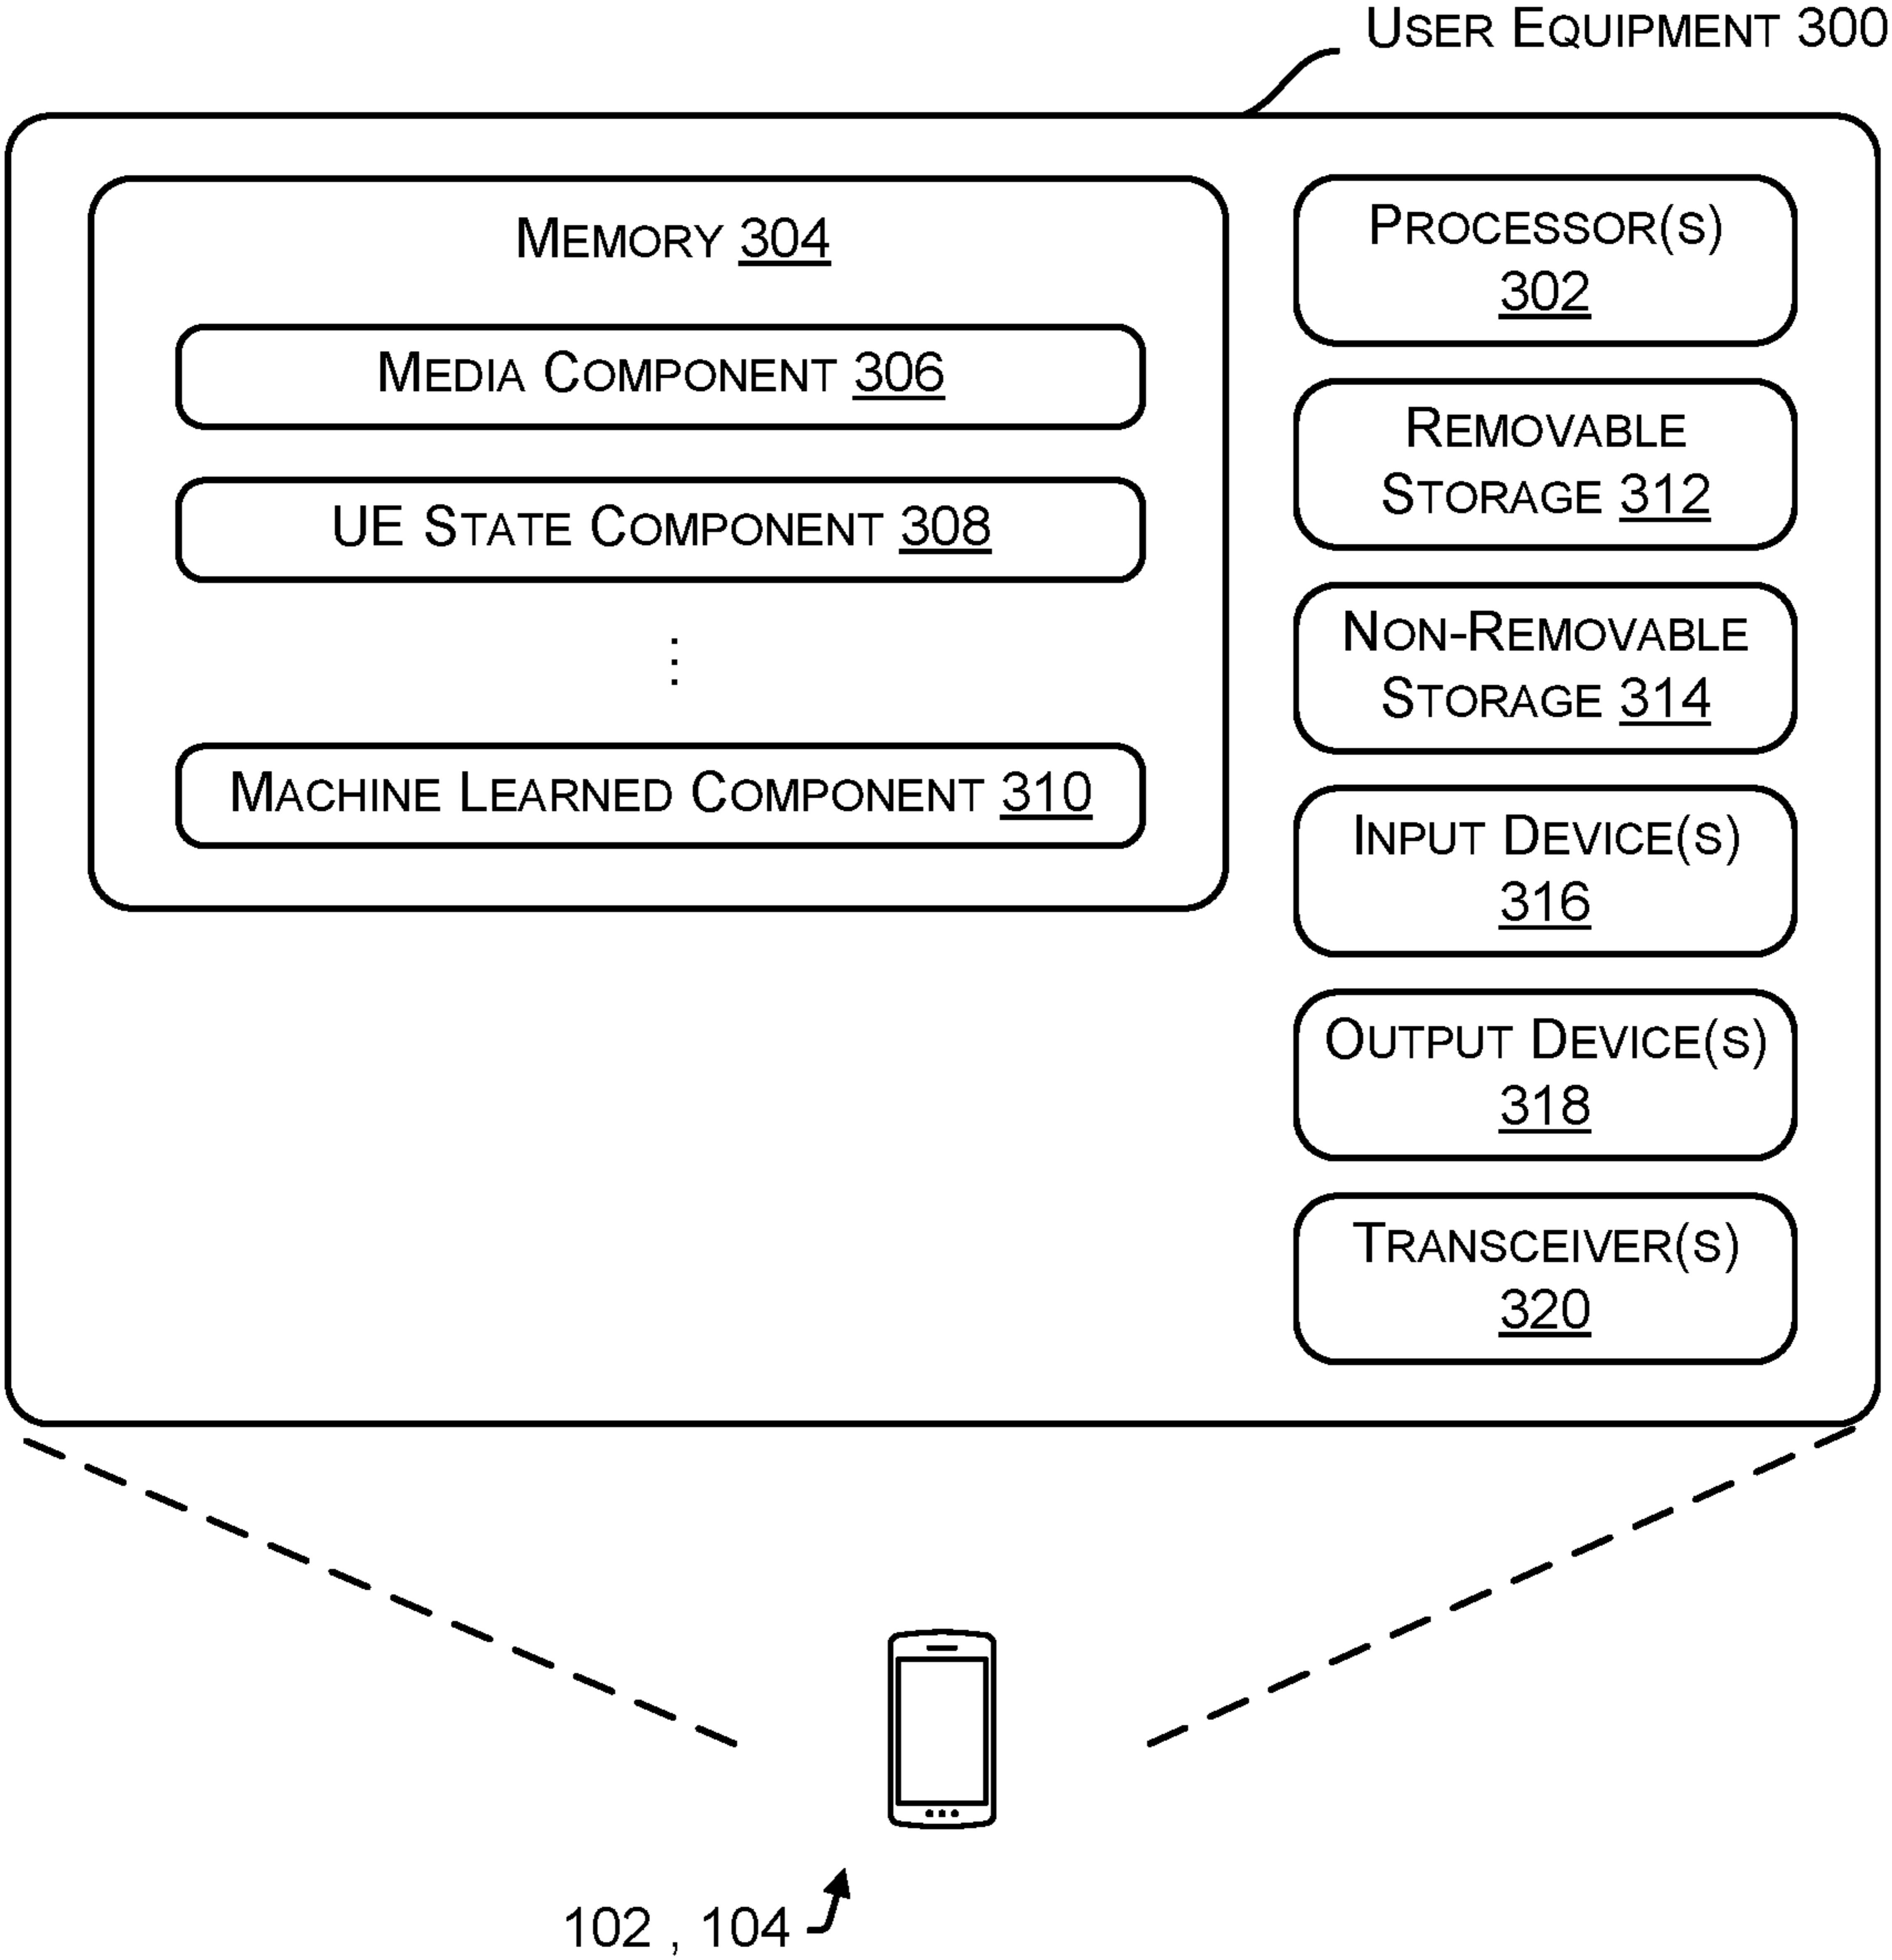 USER EQUIPMENT 300
MEMORY 304
MEDIA COMPONENT 306
UE STATE COMPONENT 308
⋮
MACHINE LEARNED COMPONENT 310
PROCESSOR(S)
302
REMOVABLE
STORAGE 312
NON-REMOVABLE
STORAGE 314
INPUT DEVICE(S)
316
OUTPUT DEVICE(S)
318
TRANSCEIVER(S)
320
102 , 104